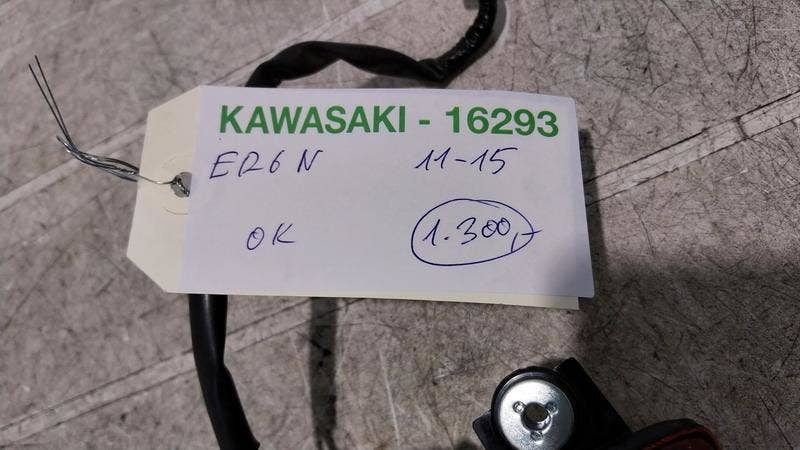 KAWASAKI - 16293
ER6N 11-15
OK 1.300,-